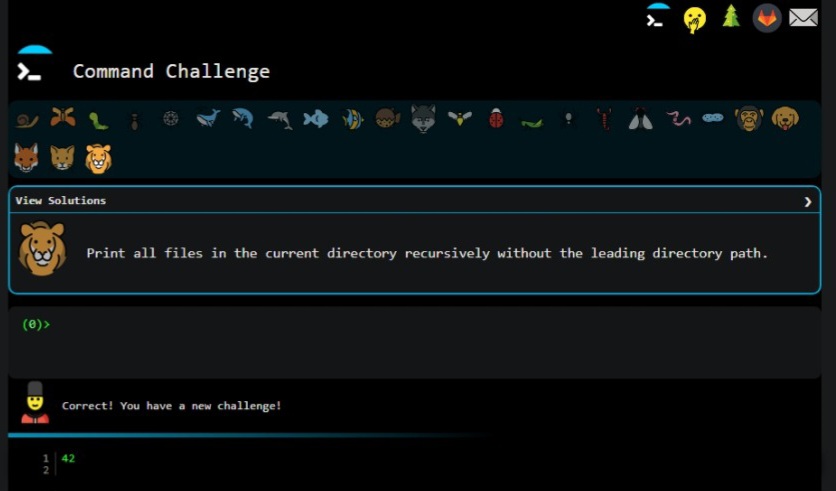 Command Challenge
View Solutions
Print all files in the current directory recursively without the leading directory path.
(0)>
Correct! You have a new challenge!
1 42
2